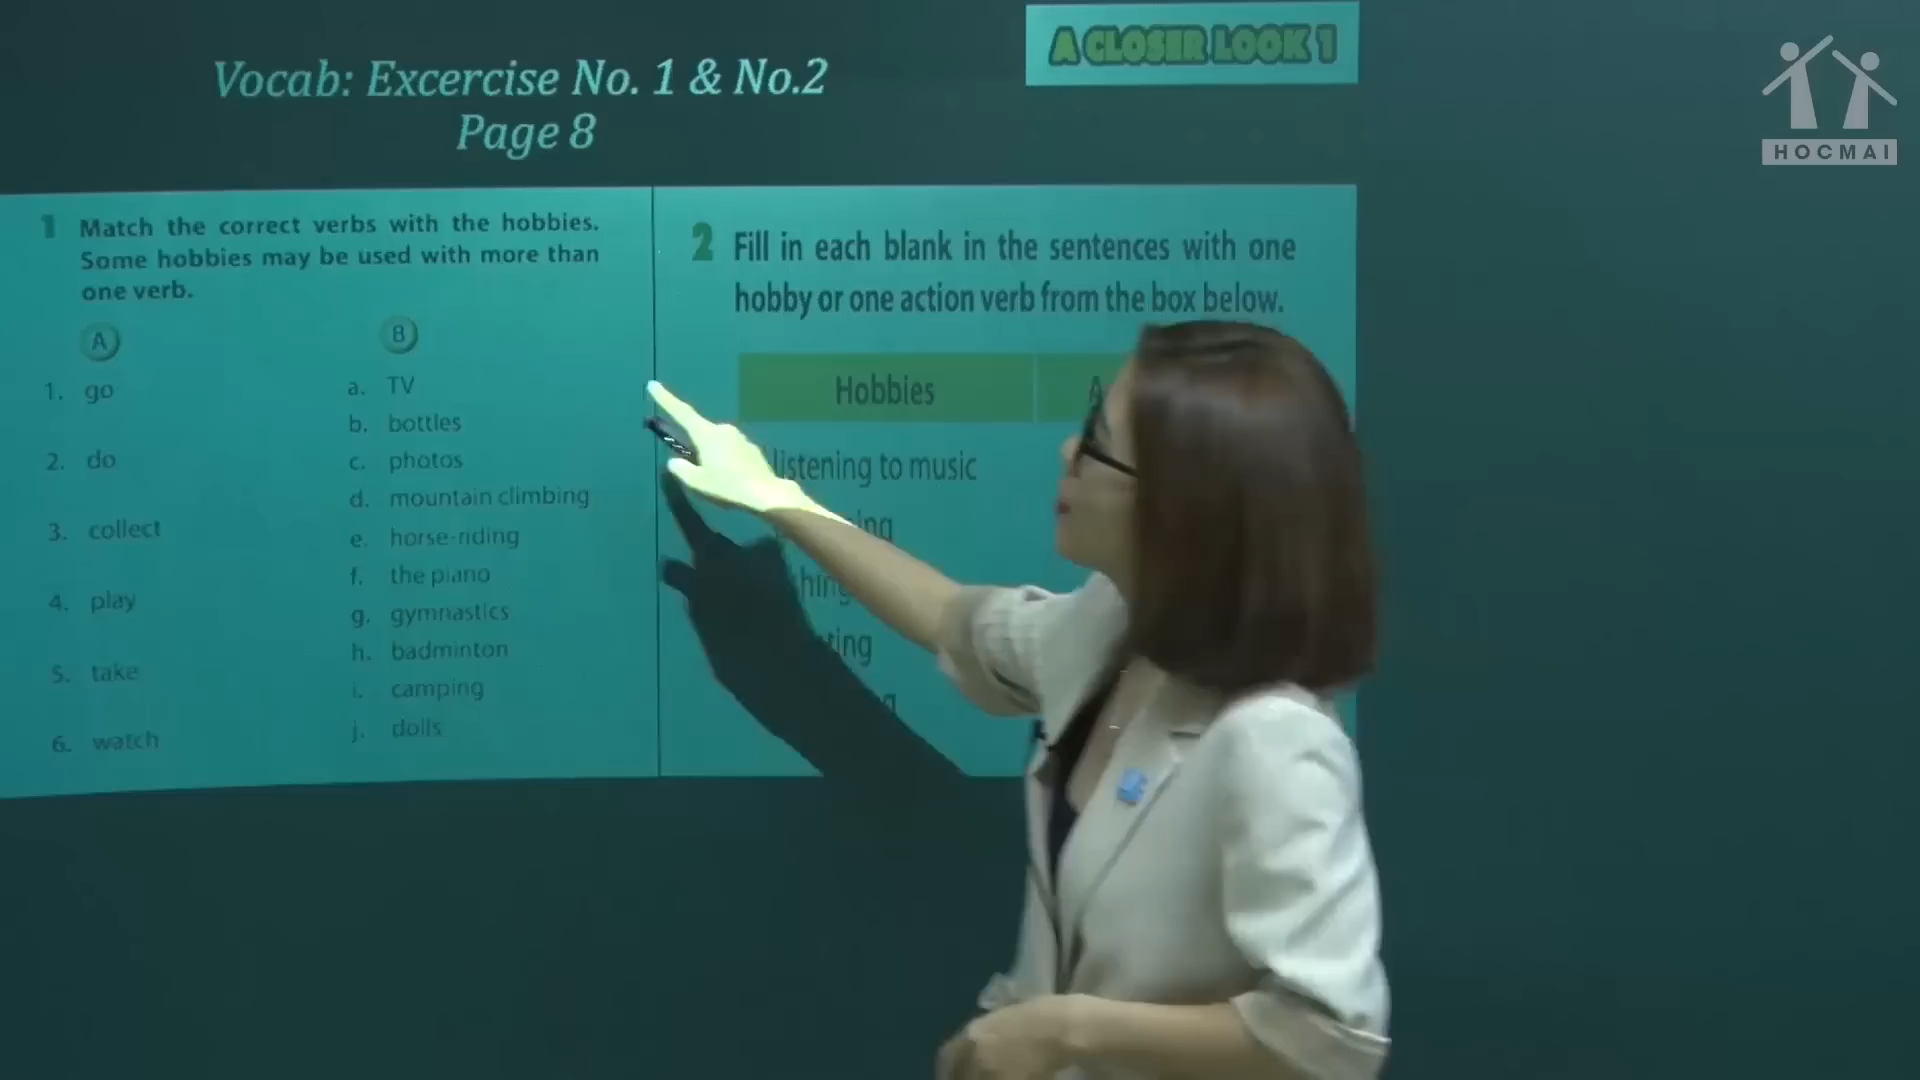 A CLOSER LOOK 1
HOCMAI
Vocab: Excercise No. 1 & No.2
Page 8
1 Match the correct verbs with the hobbies.
Some hobbies may be used with more than
one verb.
A
B
1. go
2. do
3. collect
4. play
5. take
6. watch
a. TV
b. bottles
c. photos
d. mountain climbing
e. horse-riding
f. the piano
g. gymnastics
h. badminton
i. camping
j. dolls
2 Fill in each blank in the sentences with one
hobby or one action verb from the box below.
Hobbies
listening to music